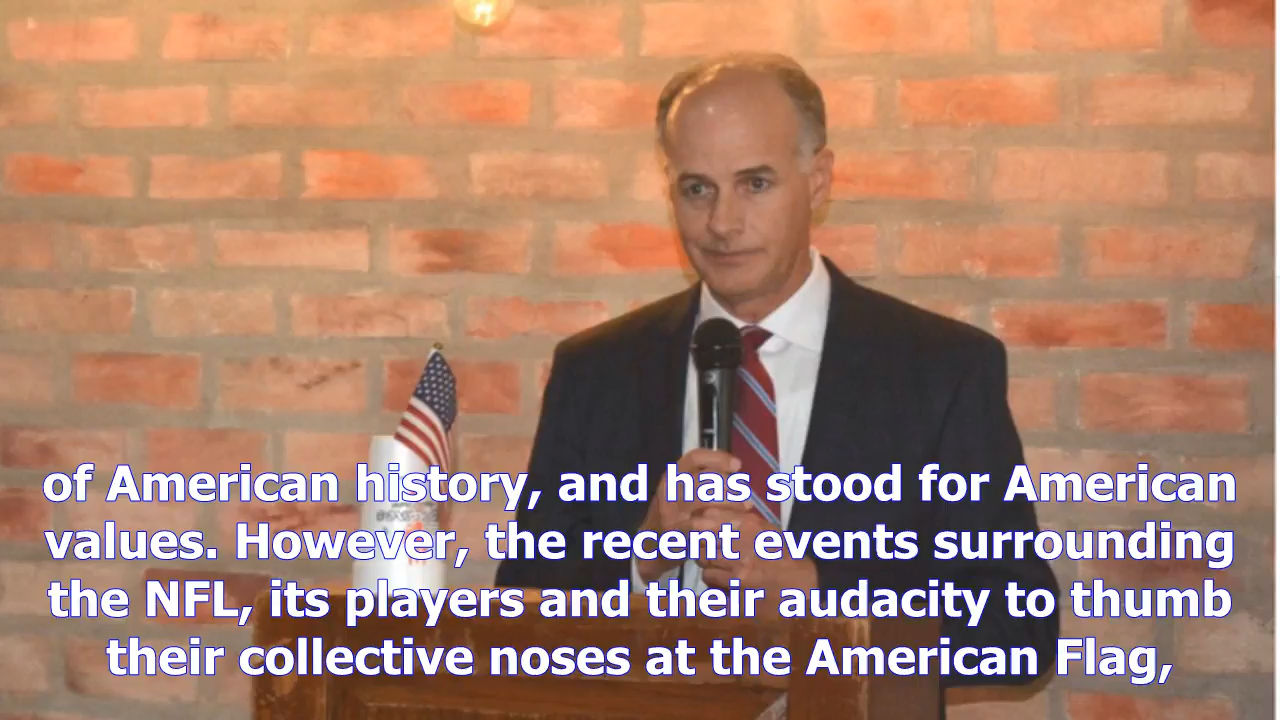 of American history, and has stood for American
values. However, the recent events surrounding
the NFL, its players and their audacity to thumb
their collective noses at the American Flag,